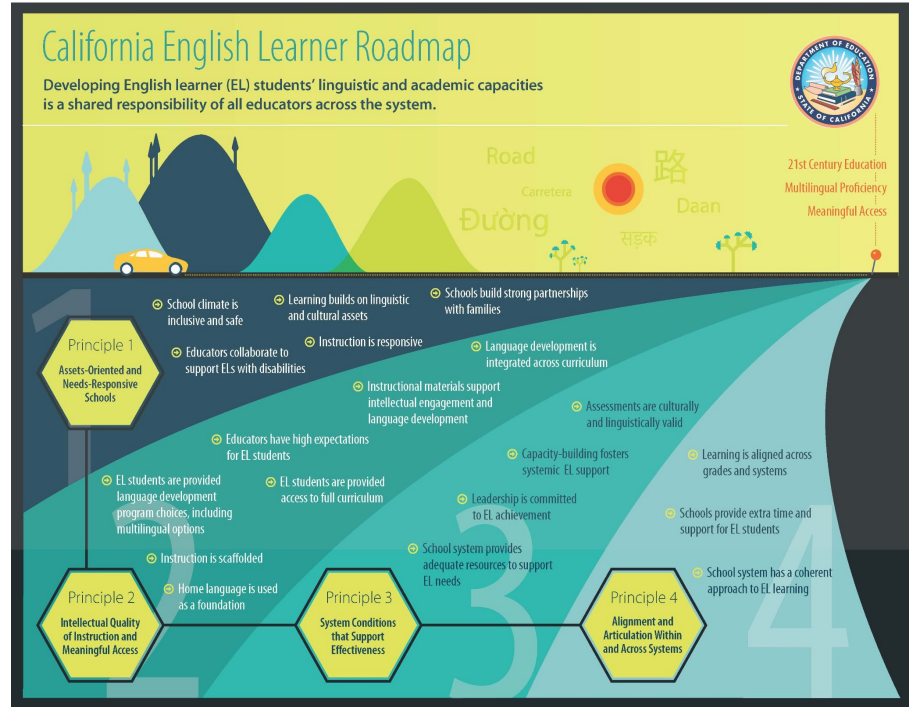 California English Learner Roadmap
Developing English learner (EL) students' linguistic and academic capacities
is a shared responsibility of all educators across the system.
DEPARTMENT OF EDUCATION
STATE OF CALIFORNIA
21st Century Education
Multilingual Proficiency
Meaningful Access
Road
路
Carretera
Daan
Đường
सड़क
1
School climate is
inclusive and safe
Learning builds on linguistic
and cultural assets
Schools build strong partnerships
with families
Educators collaborate to
support ELs with disabilities
Instruction is responsive
Principle 1
Assets-Oriented and
Needs-Responsive
Schools
Language development is
integrated across curriculum
Instructional materials support
intellectual engagement and
language development
Educators have high expectations
for EL students
EL students are provided
language development
program choices, including
multilingual options
EL students are provided
access to full curriculum
Instruction is scaffolded
Home language is used
as a foundation
2
Principle 2
Intellectual Quality
of Instruction and
Meaningful Access
Assessments are culturally
and linguistically valid
Capacity-building fosters
systemic EL support
Leadership is committed
to EL achievement
School system provides
adequate resources to support
EL needs
3
Principle 3
System Conditions
that Support
Effectiveness
Learning is aligned across
grades and systems
Schools provide extra time and
support for EL students
School system has a coherent
approach to EL learning
4
Principle 4
Alignment and
Articulation Within
and Across Systems